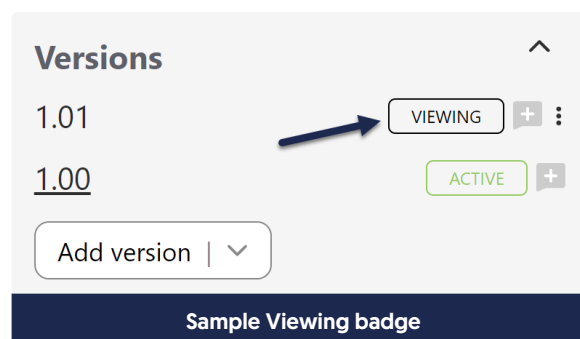 Versions
1.01 VIEWING
1.00 ACTIVE
Add version
Sample Viewing badge